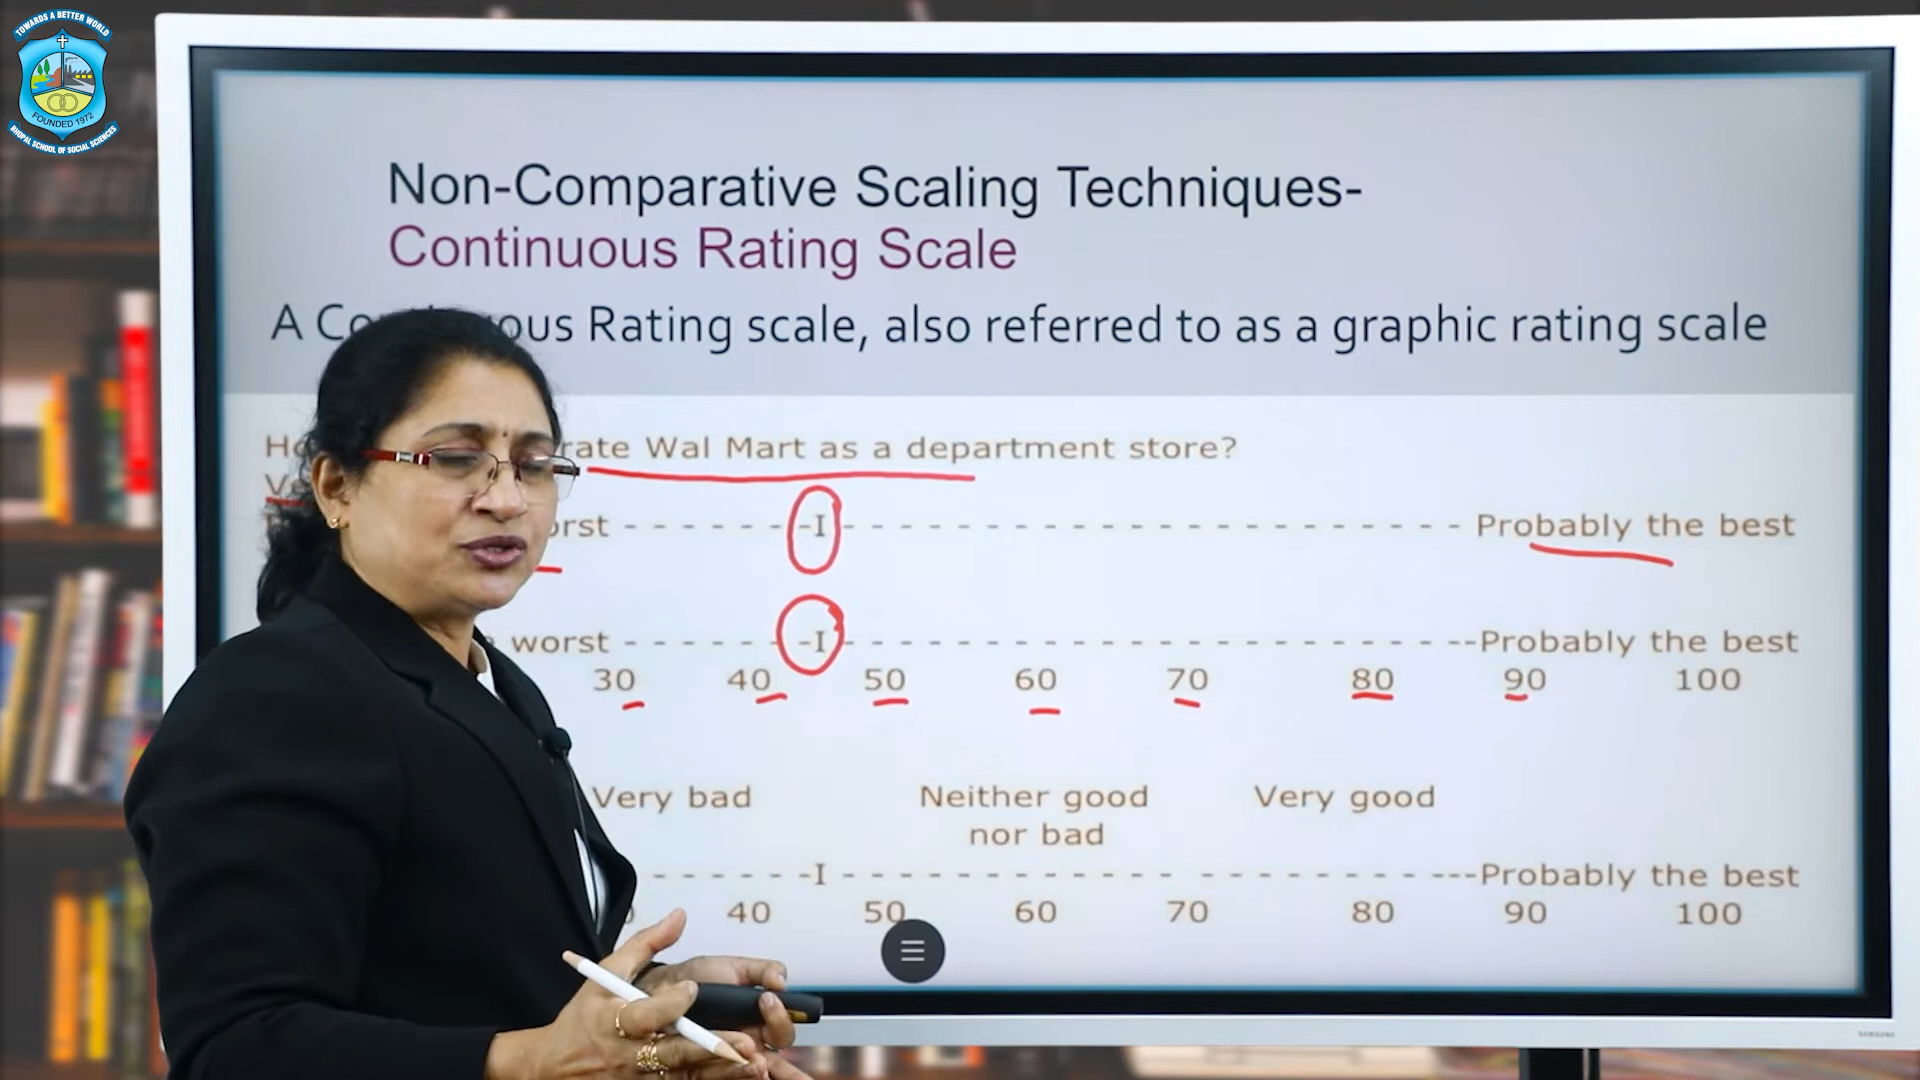 TOWARDS A BETTER WORLD
FOUNDED 1972
BHOPAL SCHOOL OF SOCIAL SCIENCES
Non-Comparative Scaling Techniques-
Continuous Rating Scale
A ous Rating scale, also referred to as a graphic rating scale
rate Wal Mart as a department store?
- - - - - - -I- - - - - - - - - - - - - - - - - - - - - - Probably the best
worst - - - - - - -I- - - - - - - - - - - - - - - - - - - - - --Probably the best
30 40 50 60 70 80 90 100
Very bad Neither good Very good
nor bad
- - - - - --I - - - - - - - - - - - - - - - - - - - ---Probably the best
40 50 60 70 80 90 100
SAMSUNG